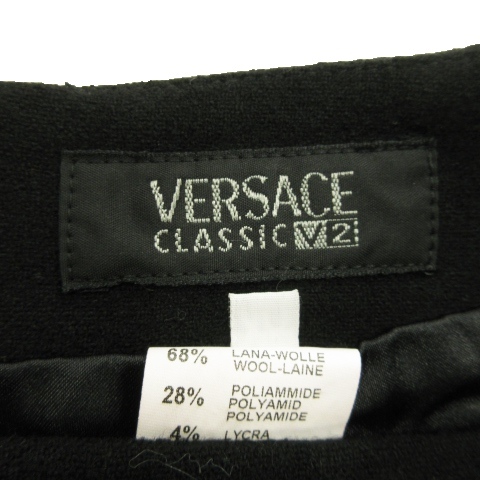 VERSACE
CLASSIC V2
68% LANA-WOLLE
WOOL-LAINE
28% POLIAMMIDE
POLYAMID
POLYAMIDE
4% LYCRA